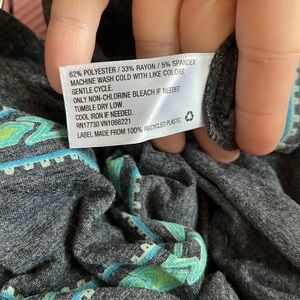 62% POLYESTER / 33% RAYON / 5% SPANDEX
MACHINE WASH COLD WITH LIKE COLORS.
GENTLE CYCLE.
ONLY NON-CHLORINE BLEACH IF NEEDED.
TUMBLE DRY LOW.
COOL IRON IF NEEDED.
RN17730 VN1066221
LABEL MADE FROM 100% RECYCLED PLASTIC